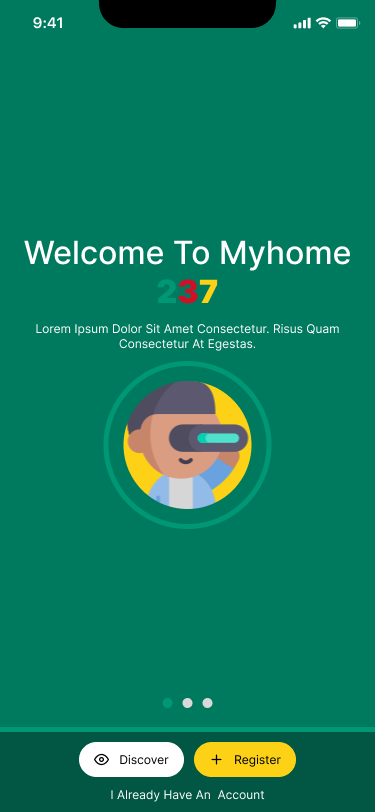 9:41
Welcome To Myhome
237
Lorem Ipsum Dolor Sit Amet Consectetur. Risus Quam
Consectetur At Egestas.
Discover
Register
I Already Have An  Account